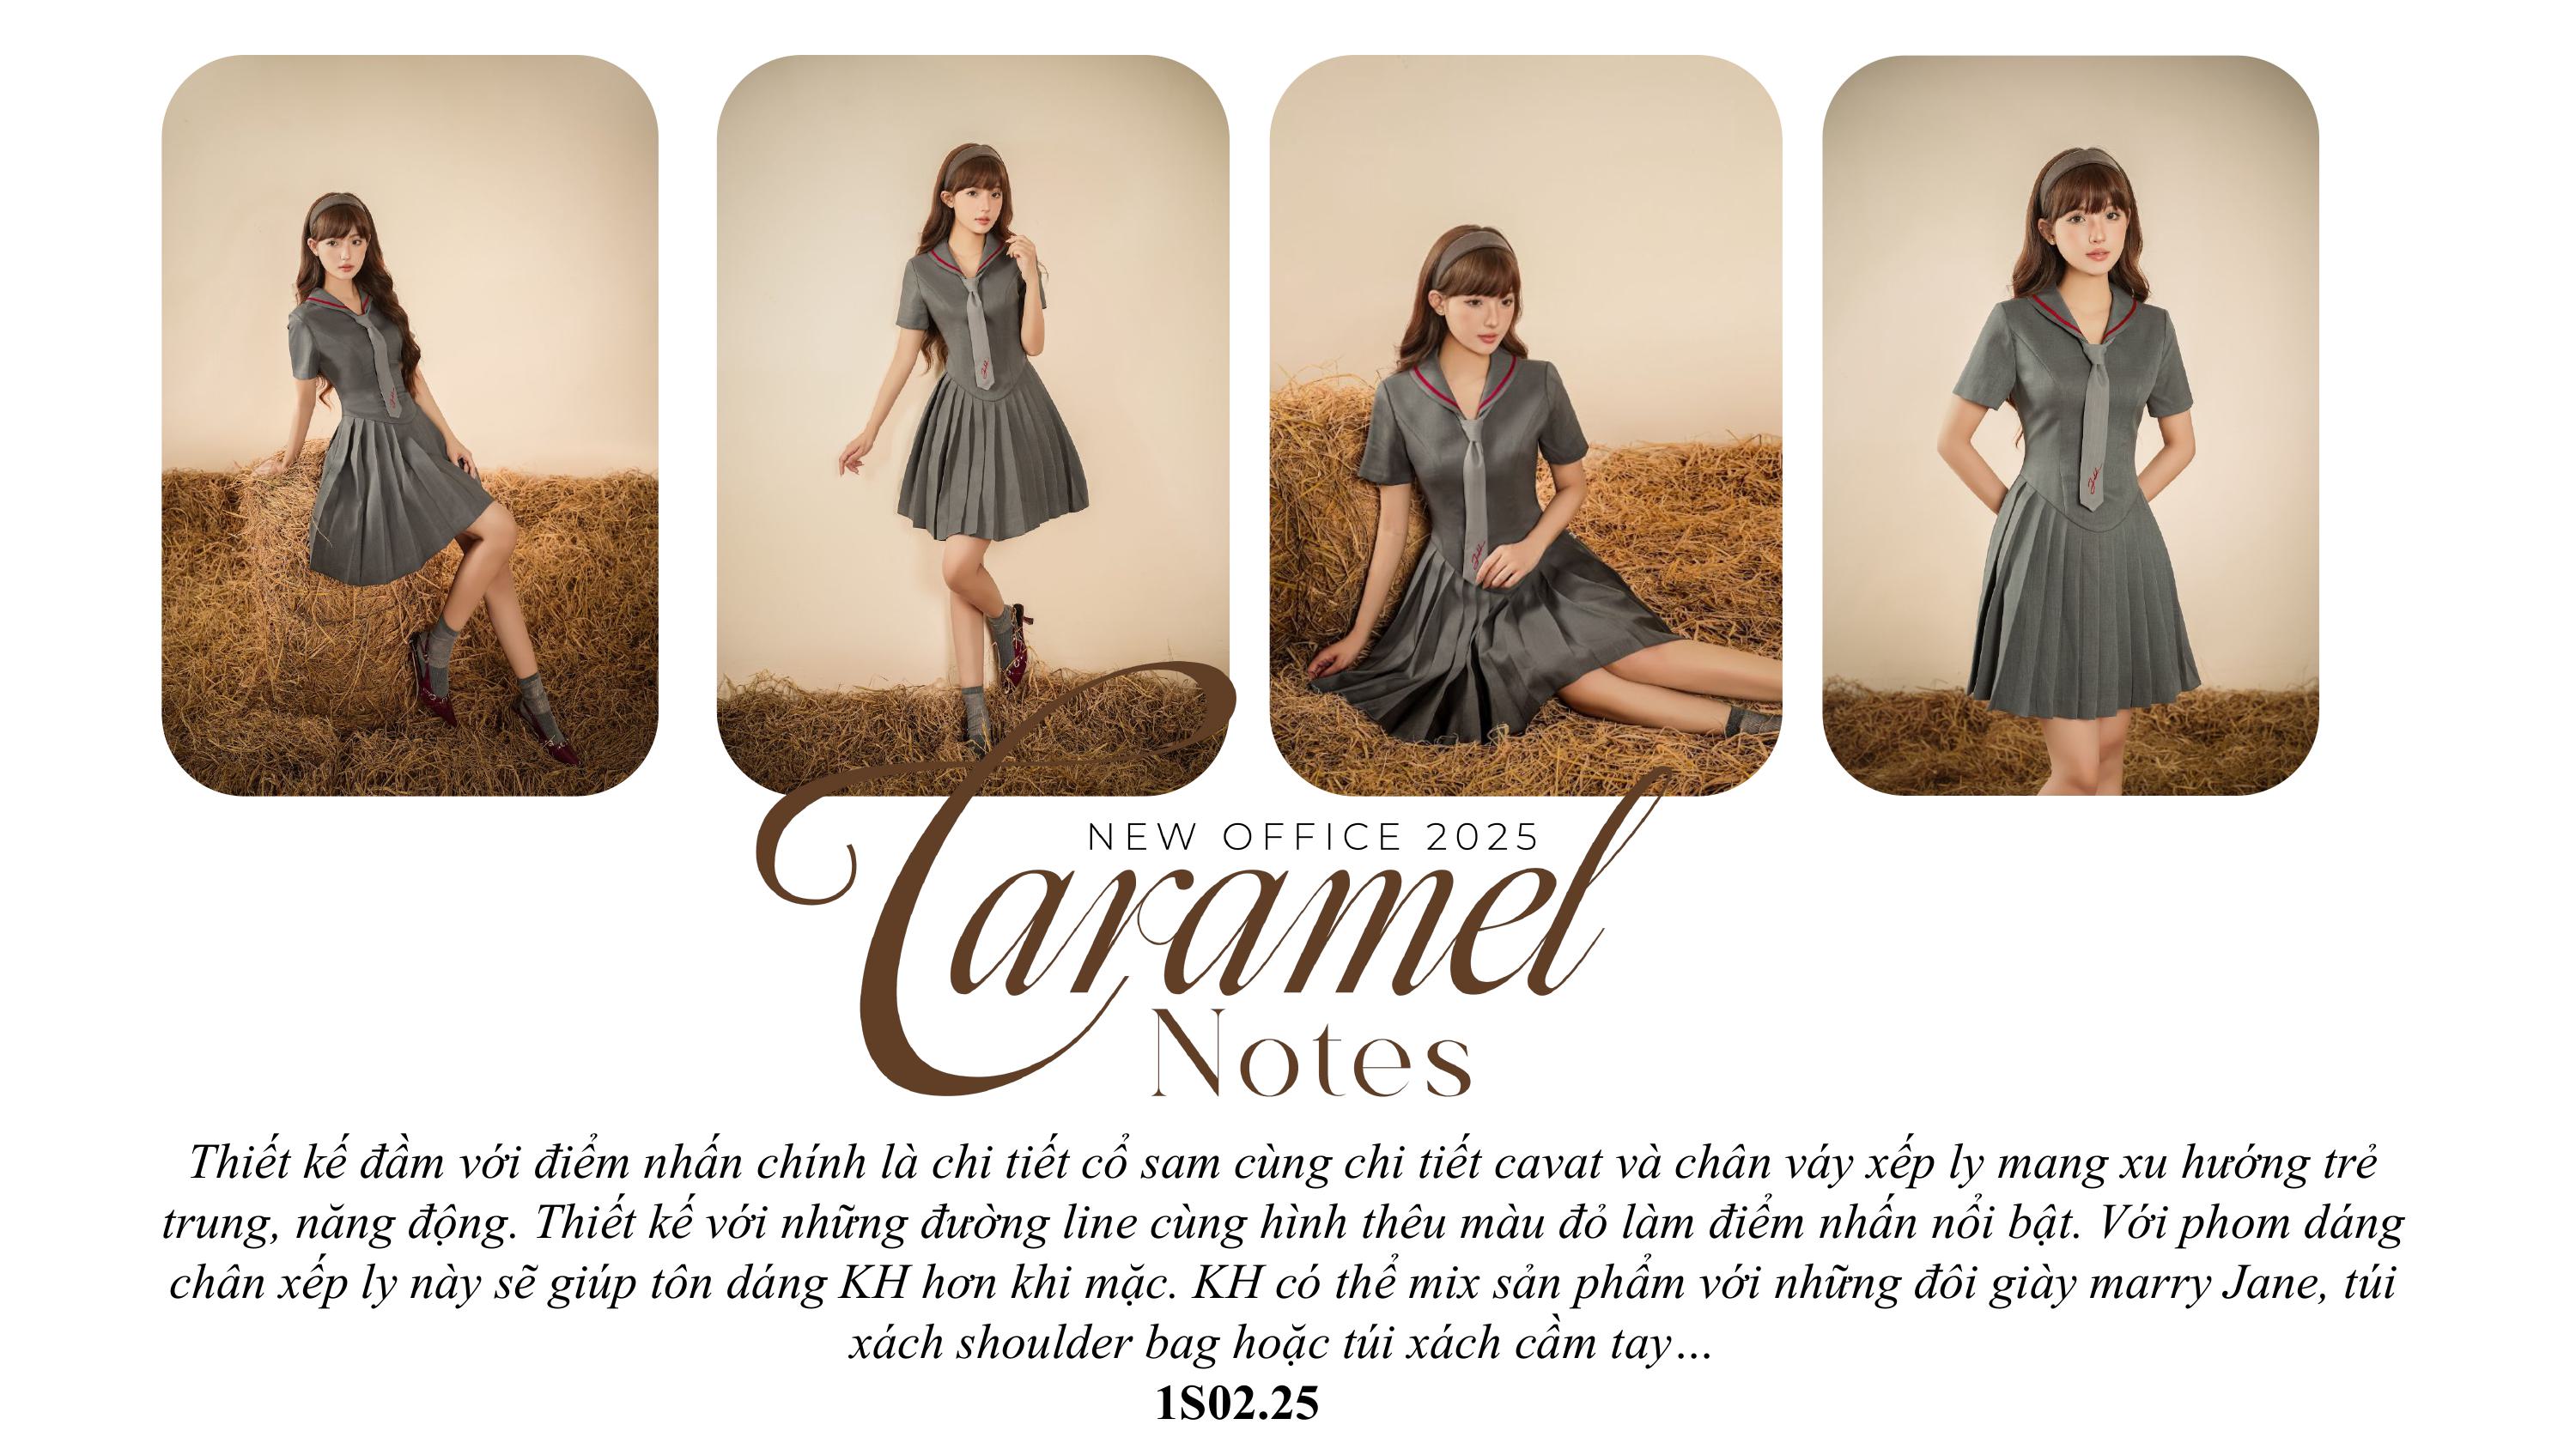 NEW OFFICE 2025
Caramel
Notes
Thiết kế đầm với điểm nhấn chính là chi tiết cổ sam cùng chi tiết cavat và chân váy xếp ly mang xu hướng trẻ
trung, năng động. Thiết kế với những đường line cùng hình thêu màu đỏ làm điểm nhấn nổi bật. Với phom dáng
chân xếp ly này sẽ giúp tôn dáng KH hơn khi mặc. KH có thể mix sản phẩm với những đôi giày marry Jane, túi
xách shoulder bag hoặc túi xách cầm tay…
1S02.25